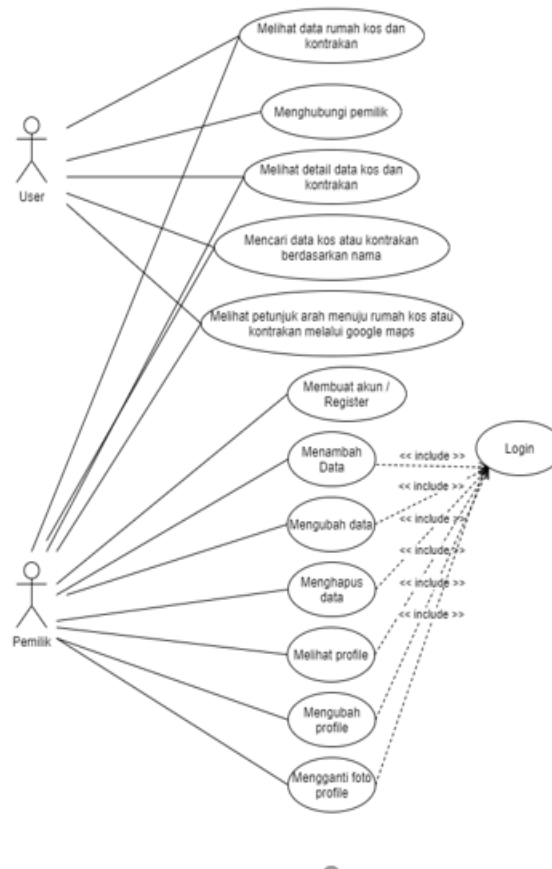 Melihat data rumah kos dan
kontrakan
Menghubungi pemilik
User
Melihat detail data kos dan
kontrakan
Mencari data kos atau kontrakan
berdasarkan nama
Melihat petunjuk arah menuju rumah kos atau
kontrakan melalui google maps
Membuat akun /
Register
Menambah
Data
<< include >>
Login
<< include >>
Mengubah data
<< include >>
Menghapus
data
<< include >>
<< include >>
Pemilik
Melihat profile
Mengubah
profile
Mengganti foto
profile